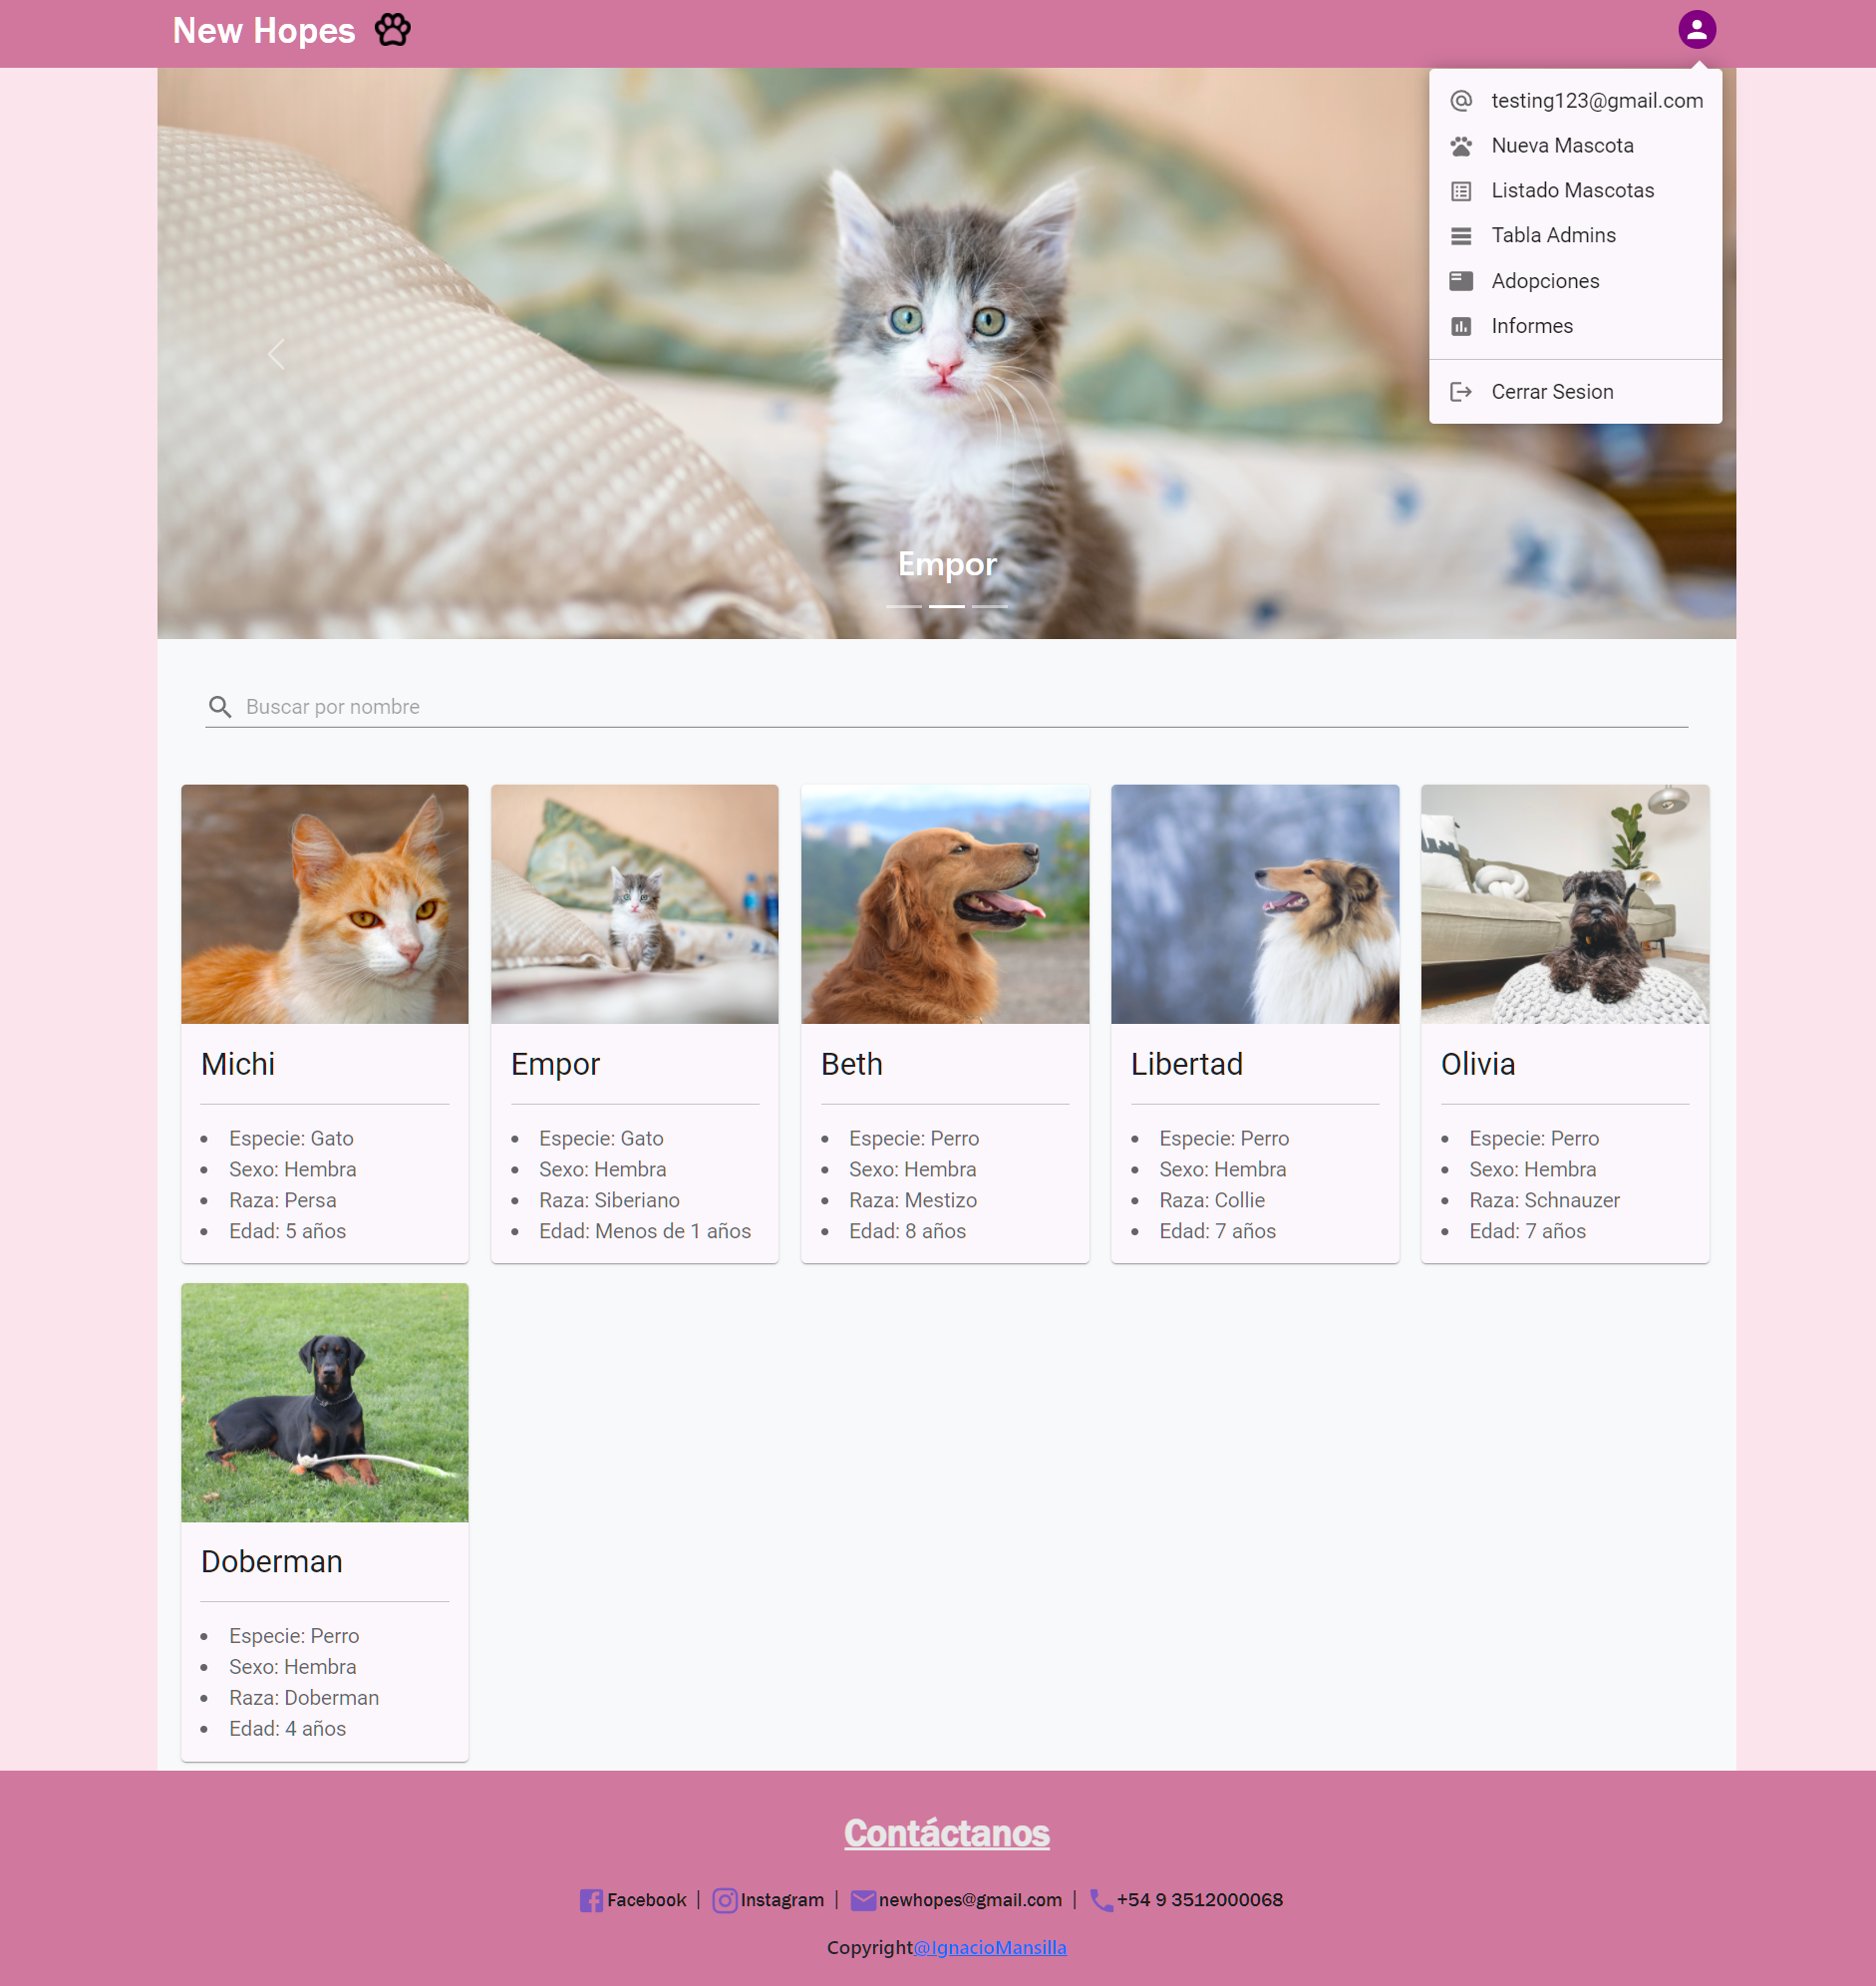 New Hopes
testing123@gmail.com
Nueva Mascota
Listado Mascotas
Tabla Admins
Adopciones
Informes
Cerrar Sesion
Empor
Buscar por nombre
Michi
Especie: Gato
Sexo: Hembra
Raza: Persa
Edad: 5 años
Empor
Especie: Gato
Sexo: Hembra
Raza: Siberiano
Edad: Menos de 1 años
Beth
Especie: Perro
Sexo: Hembra
Raza: Mestizo
Edad: 8 años
Libertad
Especie: Perro
Sexo: Hembra
Raza: Collie
Edad: 7 años
Olivia
Especie: Perro
Sexo: Hembra
Raza: Schnauzer
Edad: 7 años
Doberman
Especie: Perro
Sexo: Hembra
Raza: Doberman
Edad: 4 años
Contáctanos
Facebook | Instagram | newhopes@gmail.com | +54 9 3512000068
Copyright@IgnacioMansilla